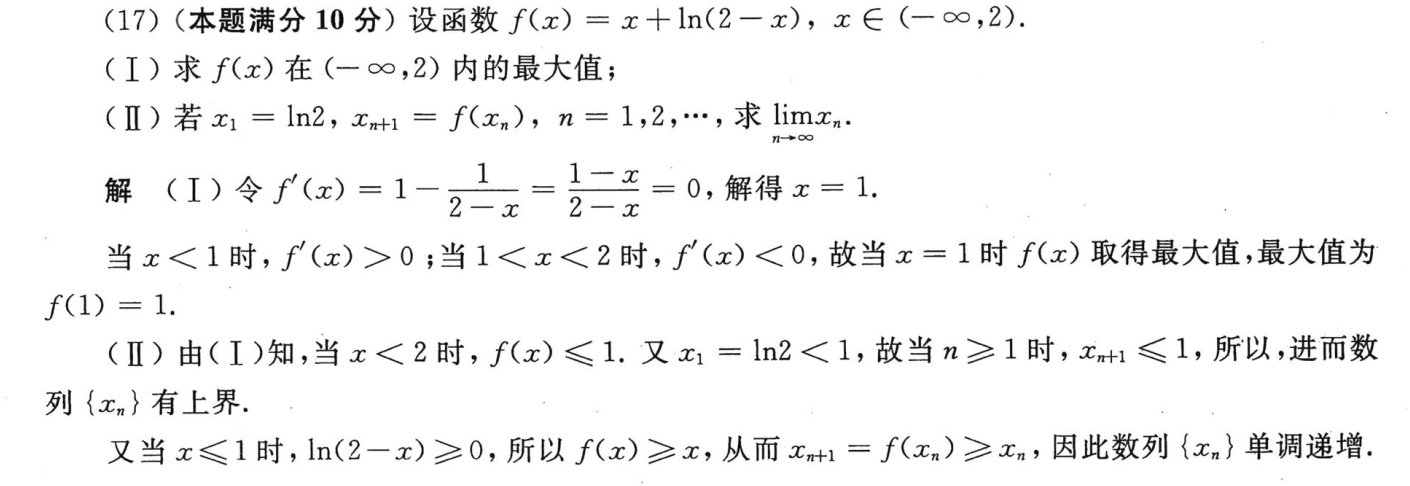 (17) (本题满分 10 分) 设函数 f(x) = x + ln(2 − x), x ∈ (− ∞,2).
(Ⅰ) 求 f(x) 在 (− ∞,2) 内的最大值;
(Ⅱ) 若 x₁ = ln2, xₙ₊₁ = f(xₙ), n = 1,2,⋯, 求 lim_{n→∞} xₙ.
解 (Ⅰ) 令 f′(x) = 1 − \frac{1}{2 − x} = \frac{1 − x}{2 − x} = 0, 解得 x = 1.
当 x < 1 时, f′(x) > 0 ;当 1 < x < 2 时, f′(x) < 0, 故当 x = 1 时 f(x) 取得最大值,最大值为
f(1) = 1.
(Ⅱ) 由(Ⅰ)知,当 x < 2 时, f(x) ⩽ 1. 又 x₁ = ln2 < 1, 故当 n ⩾ 1 时, xₙ₊₁ ⩽ 1, 所以,进而数
列 {xₙ} 有上界.
又当 x ⩽ 1 时, ln(2 − x) ⩾ 0, 所以 f(x) ⩾ x, 从而 xₙ₊₁ = f(xₙ) ⩾ xₙ, 因此数列 {xₙ} 单调递增.